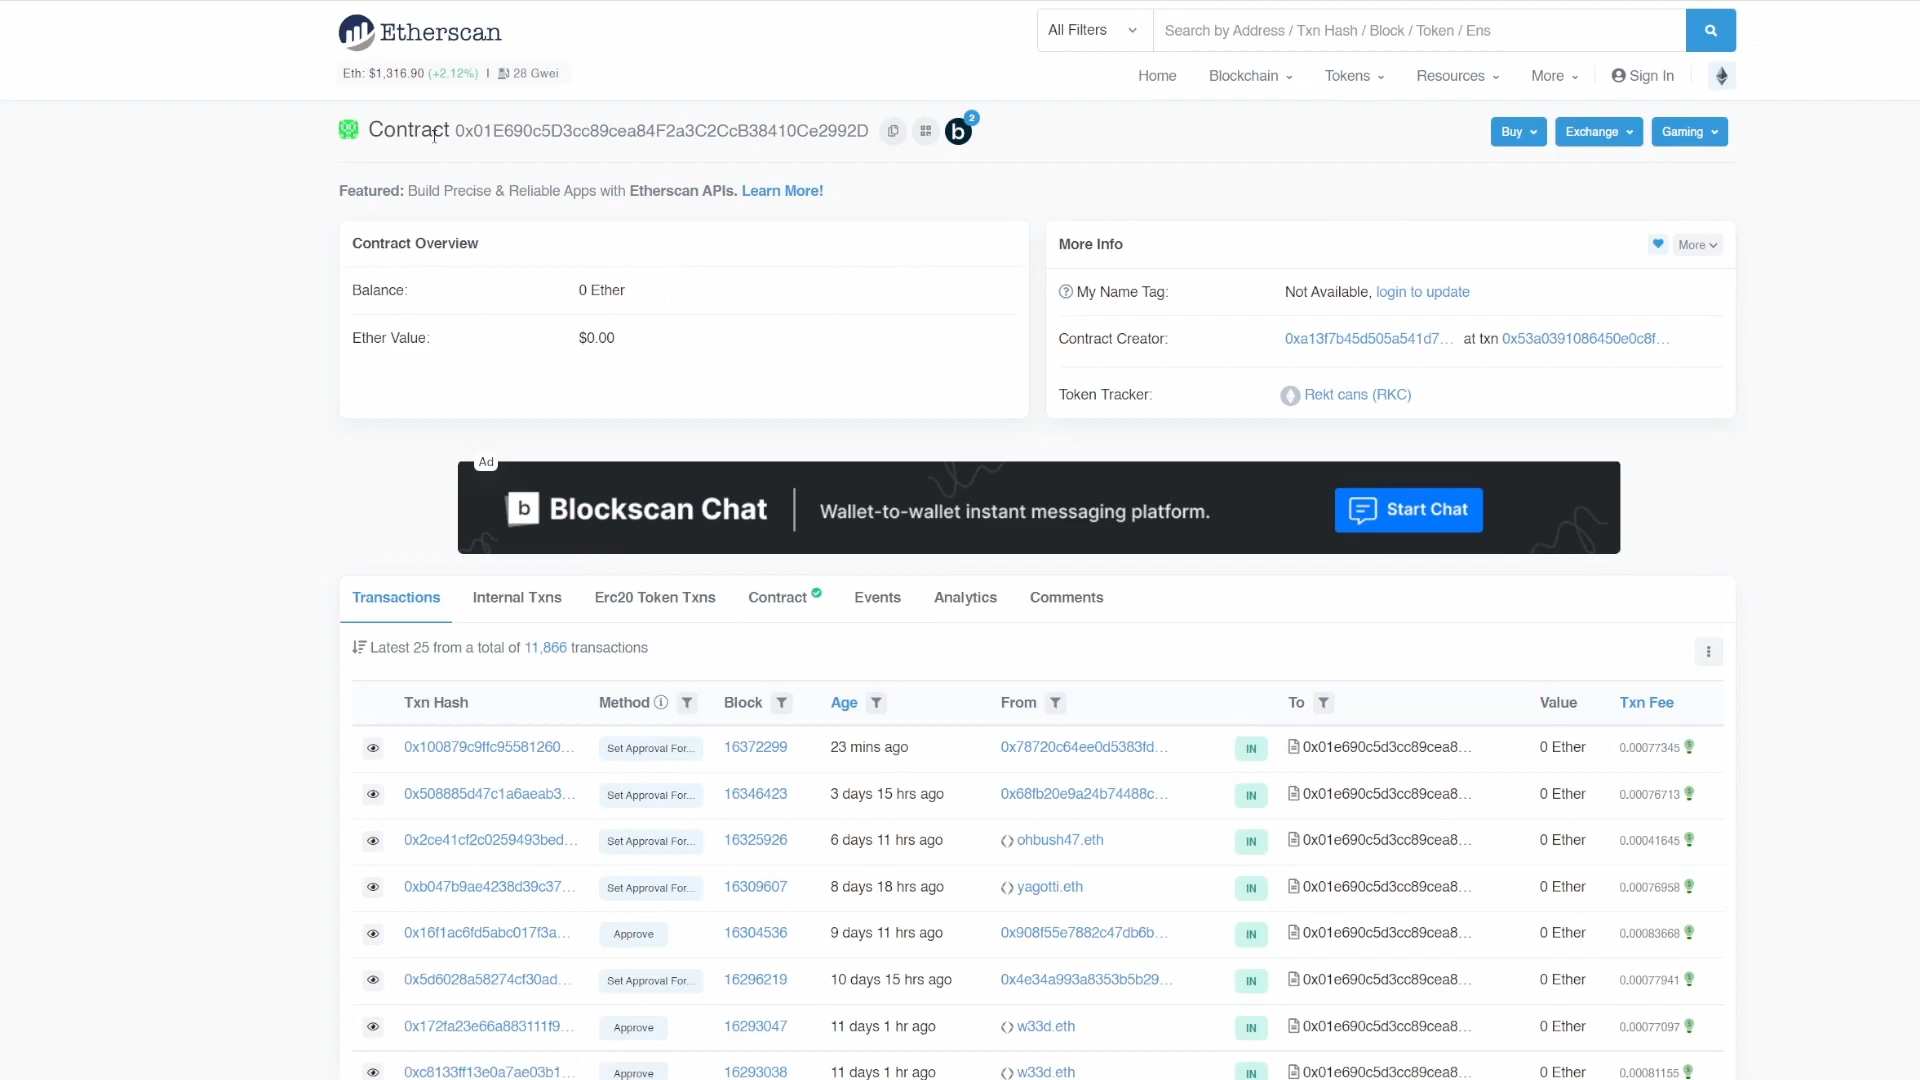 Etherscan
All Filters
Search by Address / Txn Hash / Block / Token / Ens
Eth: $1,316.90 (+2.12%) | 28 Gwei
Home Blockchain Tokens Resources More Sign In
Contract 0x01E690c5D3cc89cea84F2a3C2CcB38410Ce2992D b 2
Buy Exchange Gaming
Featured: Build Precise & Reliable Apps with Etherscan APIs. Learn More!
Contract Overview
Balance: 0 Ether
Ether Value: $0.00
More Info
More
My Name Tag: Not Available, login to update
Contract Creator: 0xa13f7b45d505a541d7... at txn 0x53a0391086450e0c8f...
Token Tracker: Rekt cans (RKC)
Ad
b Blockscan Chat Wallet-to-wallet instant messaging platform. Start Chat
Transactions Internal Txns Erc20 Token Txns Contract Events Analytics Comments
Latest 25 from a total of 11,866 transactions
Txn Hash Method Block Age From To Value Txn Fee
0x100879c9ffc95581260... Set Approval For... 16372299 23 mins ago 0x78720c64ee0d5383fd... IN 0x01e690c5d3cc89cea8... 0 Ether 0.00077345
0x508885d47c1a6aeab3... Set Approval For... 16346423 3 days 15 hrs ago 0x68fb20e9a24b74488c... IN 0x01e690c5d3cc89cea8... 0 Ether 0.00076713
0x2ce41cf2c0259493bed... Set Approval For... 16325926 6 days 11 hrs ago ohbush47.eth IN 0x01e690c5d3cc89cea8... 0 Ether 0.00041645
0xb047b9ae4238d39c37... Set Approval For... 16309607 8 days 18 hrs ago yagotti.eth IN 0x01e690c5d3cc89cea8... 0 Ether 0.00076958
0x16f1ac6fd5abc017f3a... Approve 16304536 9 days 11 hrs ago 0x908f55e7882c47db6b... IN 0x01e690c5d3cc89cea8... 0 Ether 0.00083668
0x5d6028a58274cf30ad... Set Approval For... 16296219 10 days 15 hrs ago 0x4e34a993a8353b5b29... IN 0x01e690c5d3cc89cea8... 0 Ether 0.00077941
0x172fa23e66a883111f9... Approve 16293047 11 days 1 hr ago w33d.eth IN 0x01e690c5d3cc89cea8... 0 Ether 0.00077097
0xc8133ff13e0a7ae03b1... Approve 16293038 11 days 1 hr ago w33d.eth IN 0x01e690c5d3cc89cea8... 0 Ether 0.00081155